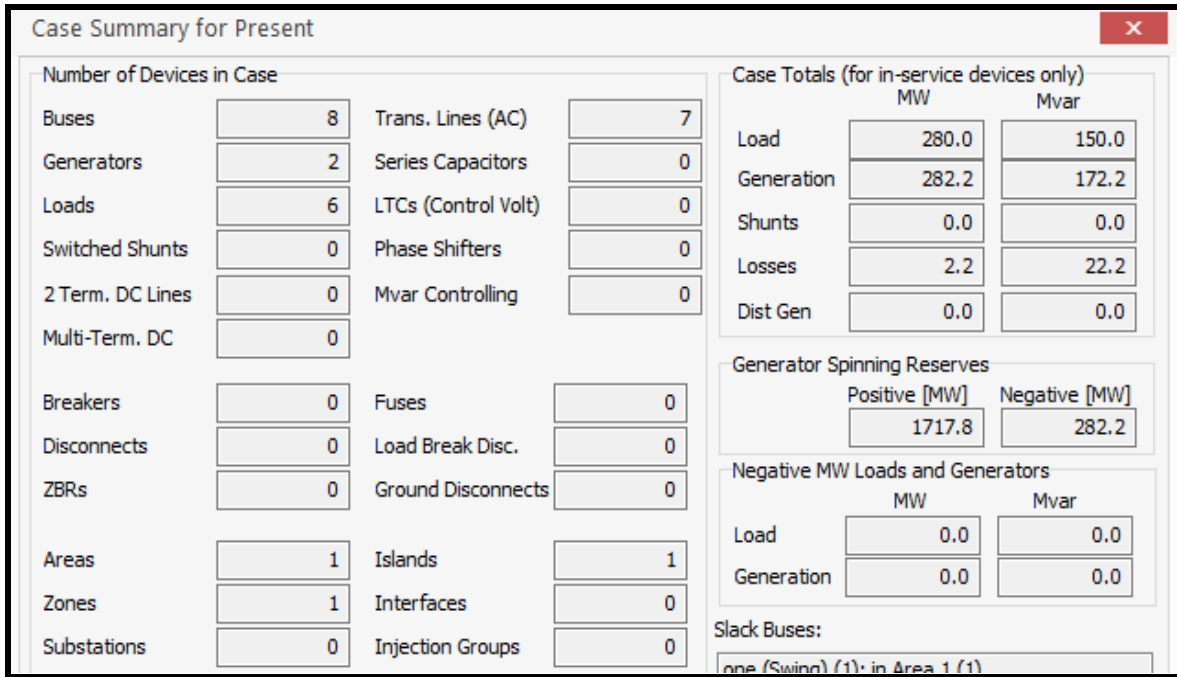 Case Summary for Present
Number of Devices in Case
Buses 8 Trans. Lines (AC) 7
Generators 2 Series Capacitors 0
Loads 6 LTCs (Control Volt) 0
Switched Shunts 0 Phase Shifters 0
2 Term. DC Lines 0 Mvar Controlling 0
Multi-Term. DC 0
Breakers 0 Fuses 0
Disconnects 0 Load Break Disc. 0
ZBRs 0 Ground Disconnects 0
Areas 1 Islands 1
Zones 1 Interfaces 0
Substations 0 Injection Groups 0
Case Totals (for in-service devices only)
MW Mvar
Load 280.0 150.0
Generation 282.2 172.2
Shunts 0.0 0.0
Losses 2.2 22.2
Dist Gen 0.0 0.0
Generator Spinning Reserves
Positive [MW] Negative [MW]
1717.8 282.2
Negative MW Loads and Generators
MW Mvar
Load 0.0 0.0
Generation 0.0 0.0
Slack Buses:
one (Swing) (1): in Area 1 (1)